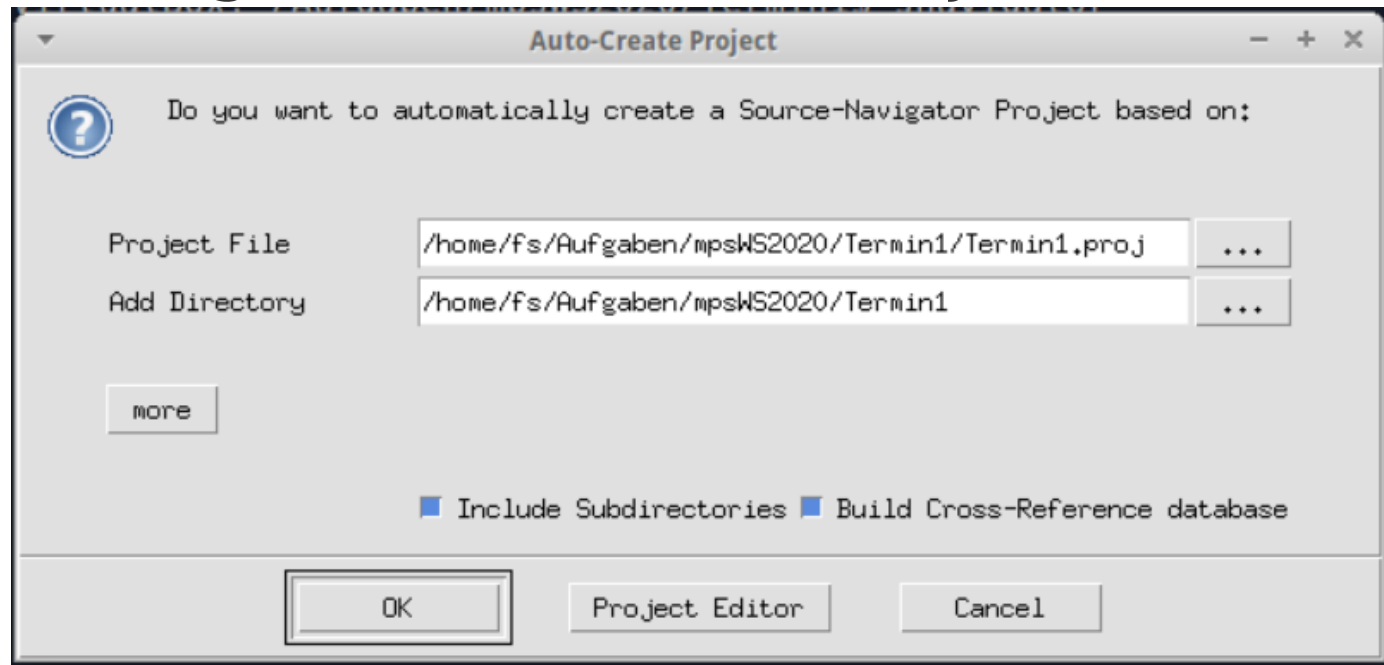 Auto-Create Project
Do you want to automatically create a Source-Navigator Project based on:
Project File /home/fs/Aufgaben/mpsWS2020/Termin1/Termin1.proj ...
Add Directory /home/fs/Aufgaben/mpsWS2020/Termin1 ...
more
Include Subdirectories Build Cross-Reference database
OK Project Editor Cancel